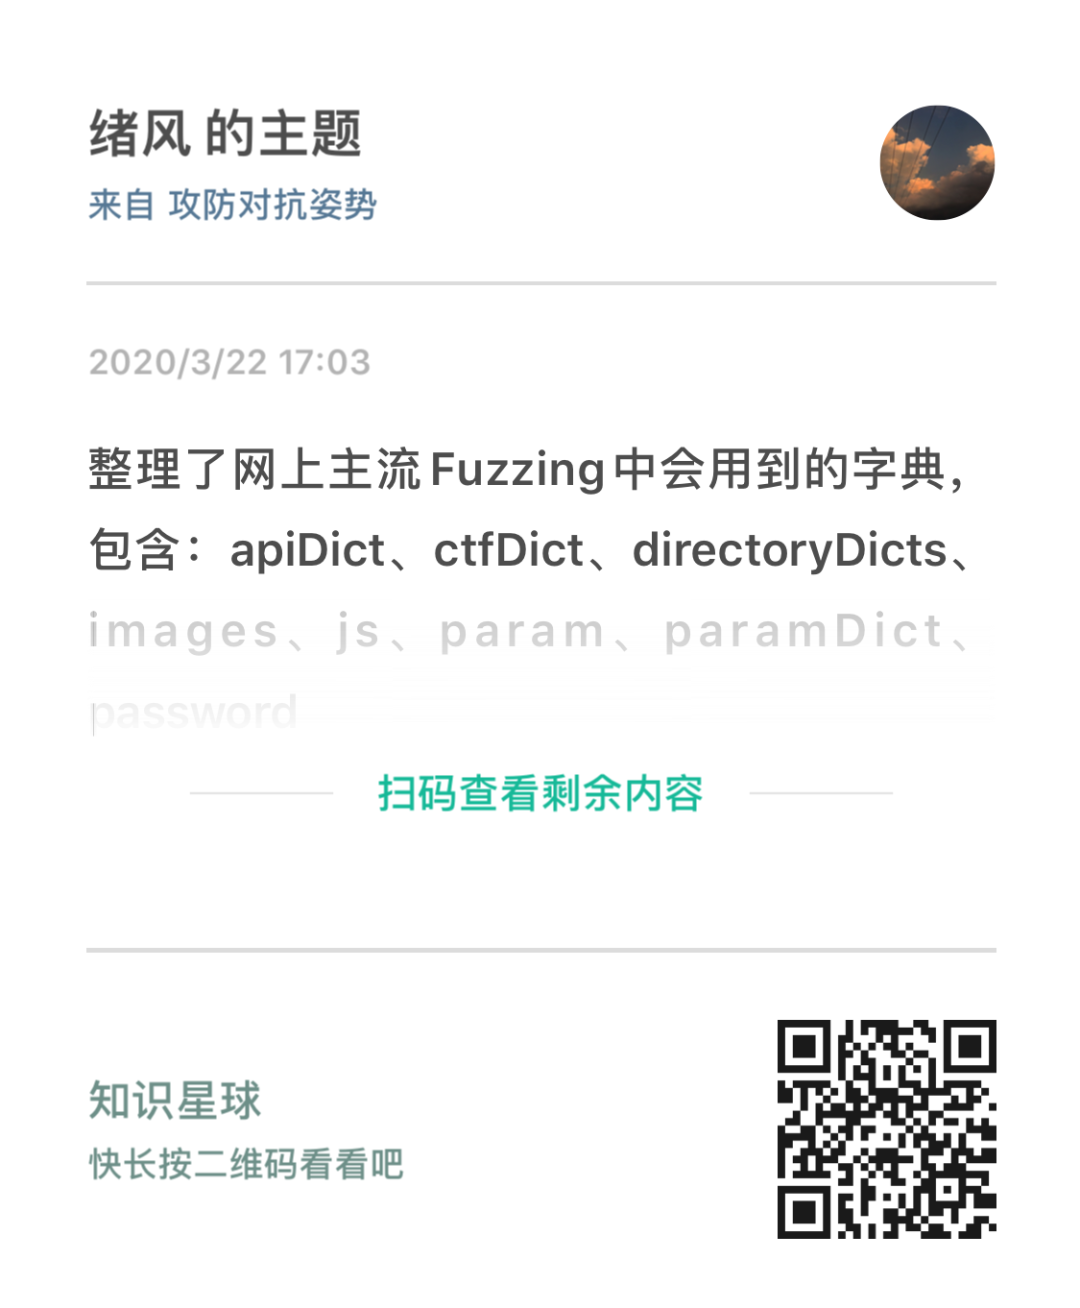 绪风 的主题
来自 攻防对抗姿势
2020/3/22 17:03
整理了网上主流Fuzzing中会用到的字典，
包含：apiDict、ctfDict、directoryDicts、
images、js、param、paramDict、
password
扫码查看剩余内容
知识星球
快长按二维码看看吧